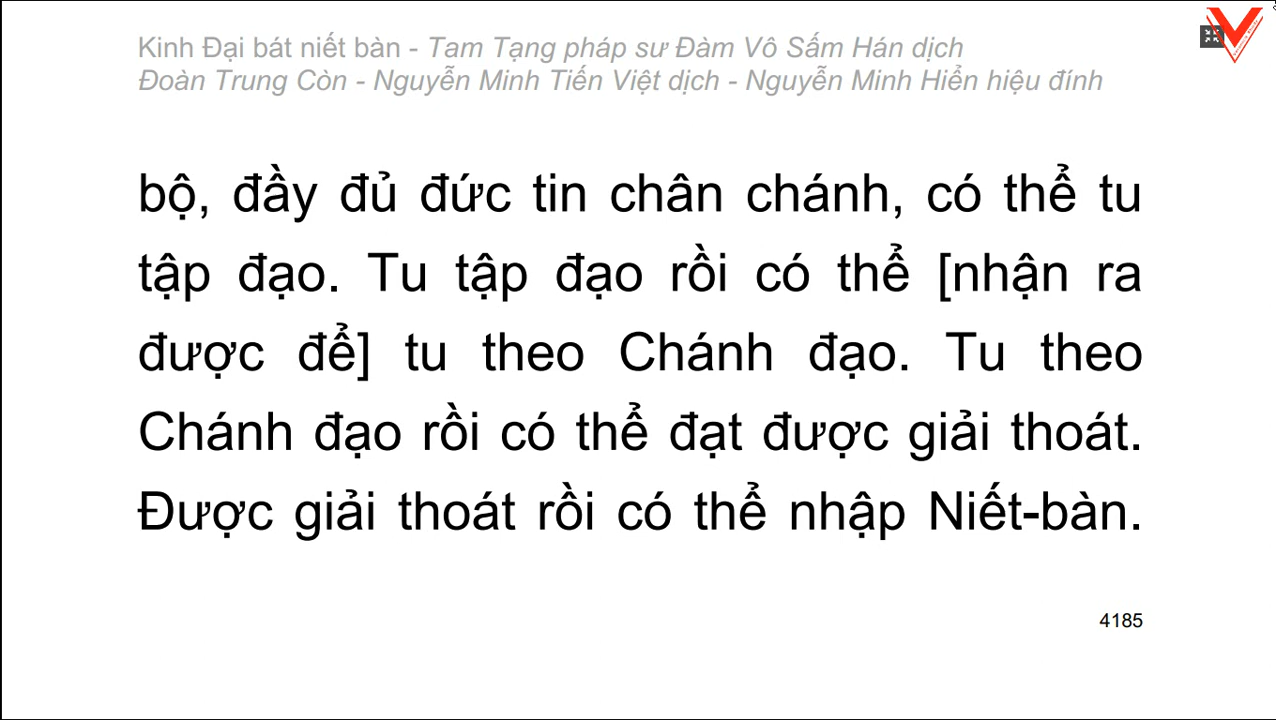 Kinh Đại bát niết bàn - Tam Tạng pháp sư Đàm Vô Sấm Hán dịch
Đoàn Trung Còn - Nguyễn Minh Tiến Việt dịch - Nguyễn Minh Hiển hiệu đính
bộ, đầy đủ đức tin chân chánh, có thể tu
tập đạo. Tu tập đạo rồi có thể [nhận ra
được để] tu theo Chánh đạo. Tu theo
Chánh đạo rồi có thể đạt được giải thoát.
Được giải thoát rồi có thể nhập Niết-bàn.
4185